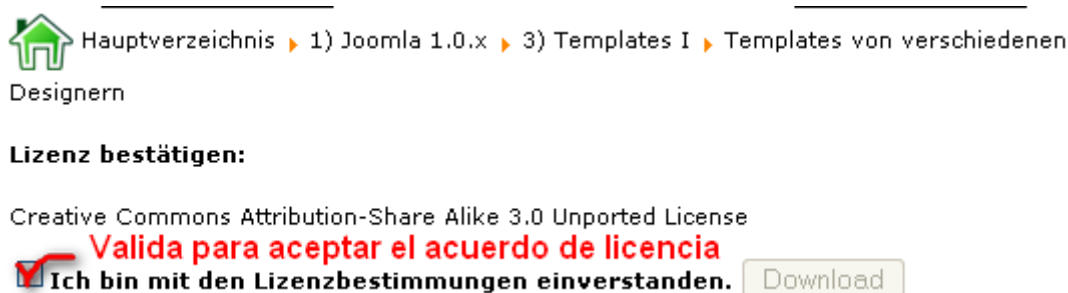 Hauptverzeichnis 1) Joomla 1.0.x 3) Templates I Templates von verschiedenen
Designern
Lizenz bestätigen:
Creative Commons Attribution-Share Alike 3.0 Unported License
Valida para aceptar el acuerdo de licencia
Ich bin mit den Lizenzbestimmungen einverstanden. Download